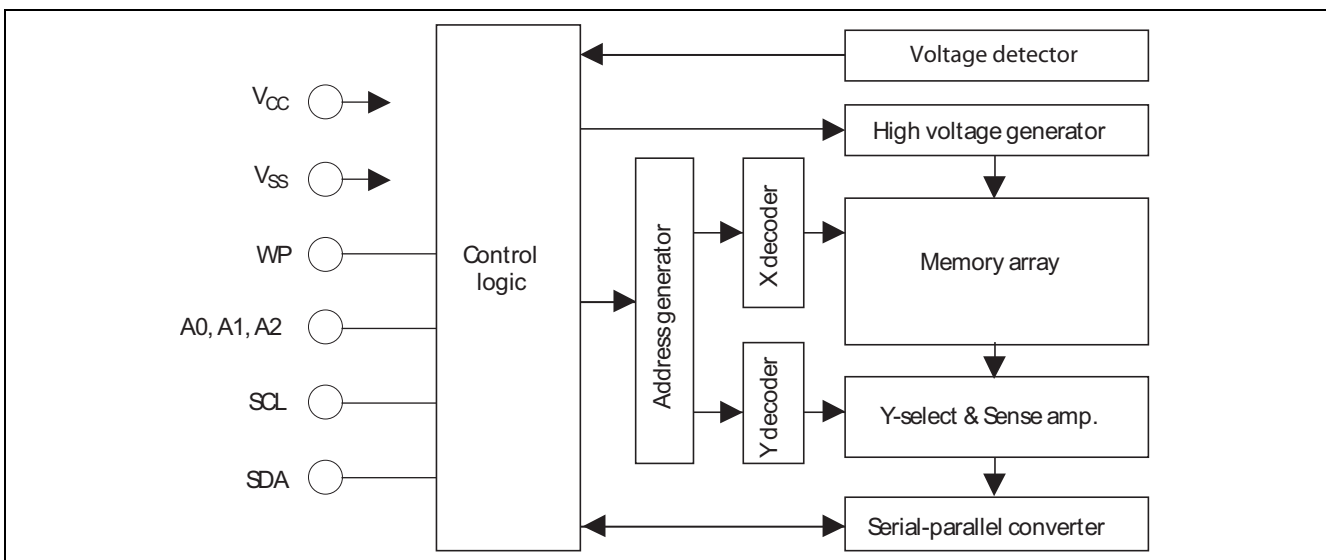 Voltage detector
VCC
High voltage generator
VSS
WP
A0, A1, A2
SCL
SDA
Control
logic
Address generator
X decoder
Y decoder
Memory array
Y-select & Sense amp.
Serial-parallel converter